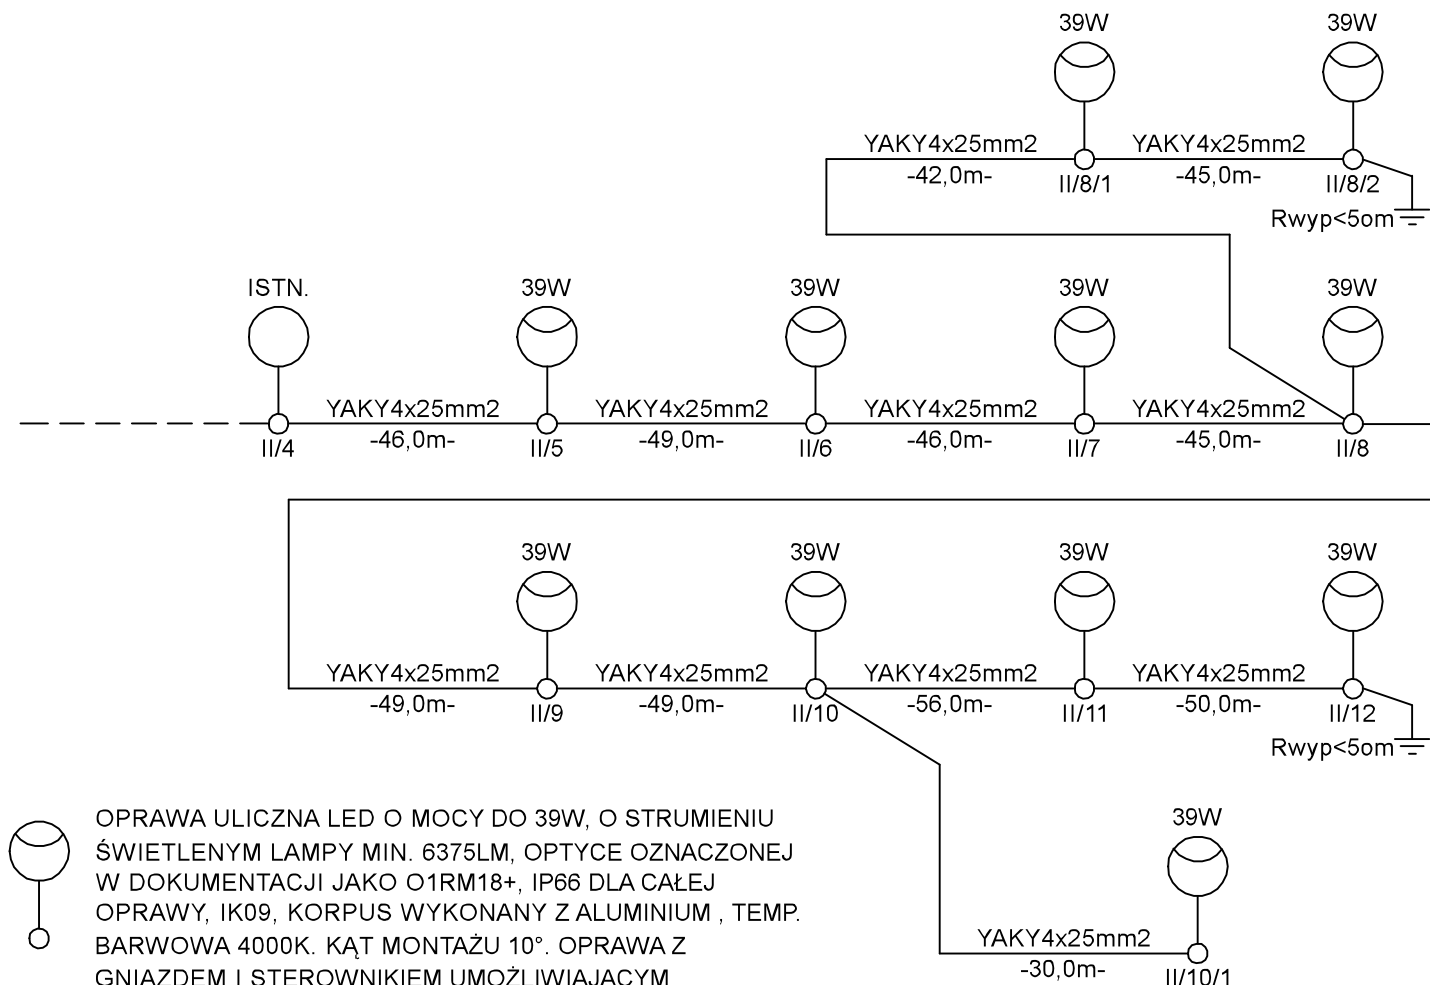 39W 39W
YAKY4x25mm2 YAKY4x25mm2
-42,0m- II/8/1 -45,0m- II/8/2
Rwyp<5om
ISTN. 39W 39W 39W 39W
YAKY4x25mm2 YAKY4x25mm2 YAKY4x25mm2 YAKY4x25mm2
II/4 -46,0m- II/5 -49,0m- II/6 -46,0m- II/7 -45,0m- II/8
39W 39W 39W 39W
YAKY4x25mm2 YAKY4x25mm2 YAKY4x25mm2 YAKY4x25mm2
-49,0m- II/9 -49,0m- II/10 -56,0m- II/11 -50,0m- II/12
Rwyp<5om
39W
YAKY4x25mm2
-30,0m- II/10/1
OPRAWA ULICZNA LED O MOCY DO 39W, O STRUMIENIU
ŚWIETLENYM LAMPY MIN. 6375LM, OPTYCE OZNACZONEJ
W DOKUMENTACJI JAKO O1RM18+, IP66 DLA CAŁEJ
OPRAWY, IK09, KORPUS WYKONANY Z ALUMINIUM , TEMP.
BARWOWA 4000K. KĄT MONTAŻU 10°. OPRAWA Z
GNIAZDEM I STEROWNIKIEM UMOŻLIWIAJĄCYM